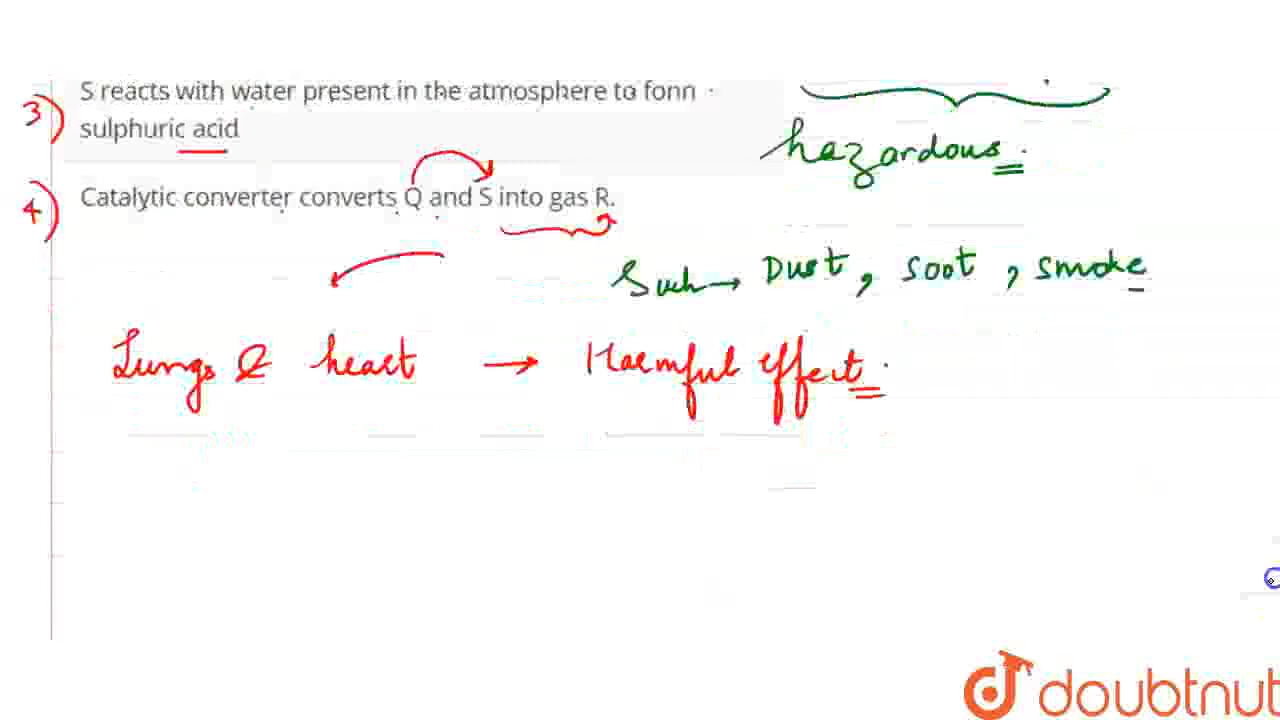 3) S reacts with water present in the atmosphere to fonn
sulphuric acid
hazardous.
4) Catalytic converter converts Q and S into gas R.
Such → Dust, soot, smoke
Lungs & heart → Harmful effect.
doubtnut